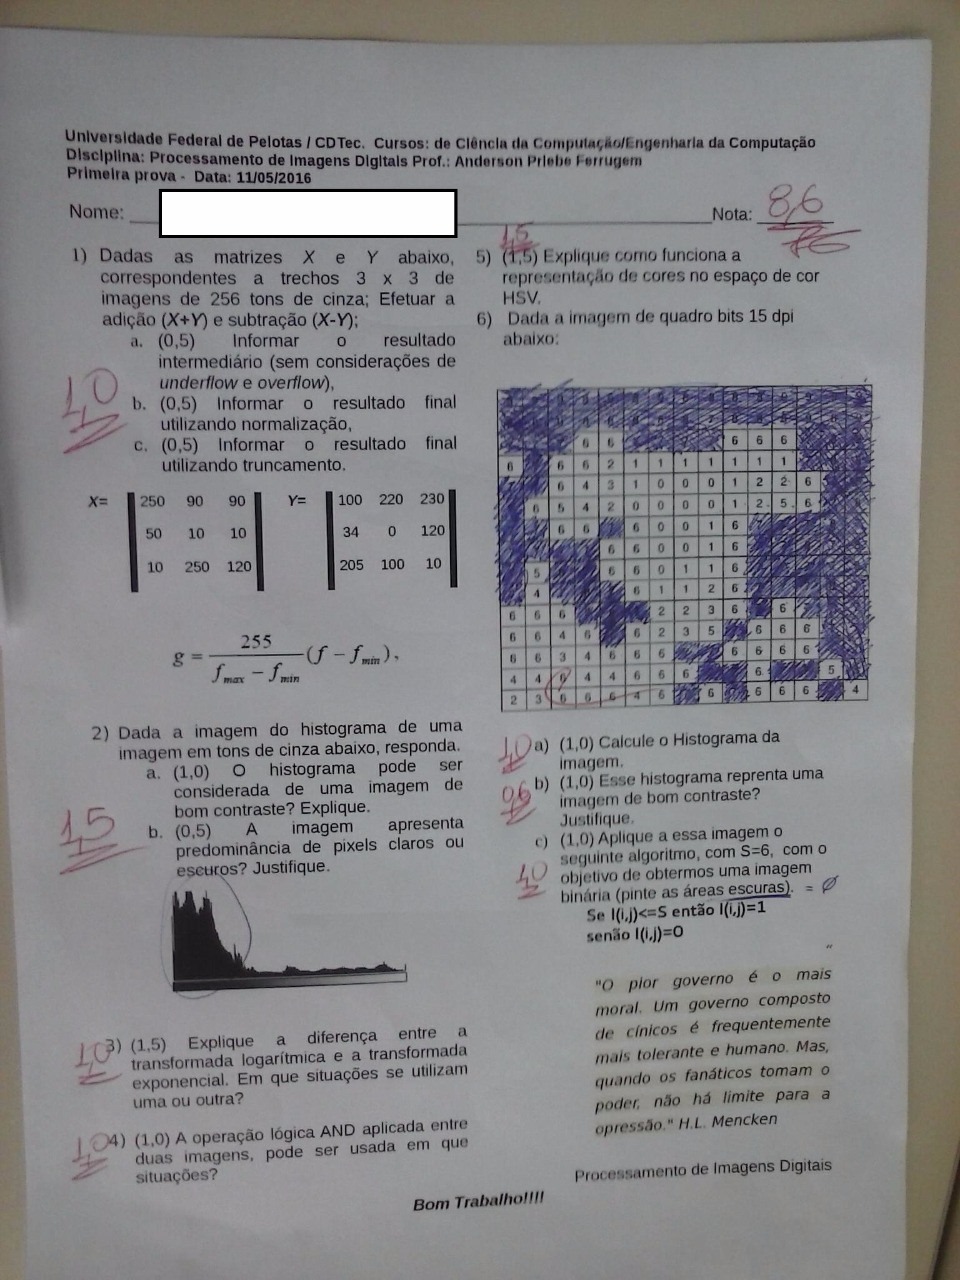 Universidade Federal de Pelotas / CDTec. Cursos: de Ciência da Computação/Engenharia da Computação
Disciplina: Processamento de Imagens Digitais Prof.: Anderson Priebe Ferrugem
Primeira prova - Data: 11/05/2016
Nome:
Nota: 8,6
1) Dadas as matrizes X e Y abaixo,
correspondentes a trechos 3 x 3 de
imagens de 256 tons de cinza; Efetuar a
adição (X+Y) e subtração (X-Y);
a. (0,5) Informar o resultado
intermediário (sem considerações de
underflow e overflow),
1,0
b. (0,5) Informar o resultado final
utilizando normalização,
c. (0,5) Informar o resultado final
utilizando truncamento.
X= 250 90 90
50 10 10
10 250 120
Y= 100 220 230
34 0 120
205 100 10
g = 255 / (fmax − fmin) (f − fmin),
2) Dada a imagem do histograma de uma
imagem em tons de cinza abaixo, responda.
a. (1,0) O histograma pode ser
considerada de uma imagem de
bom contraste? Explique.
1,5
b. (0,5) A imagem apresenta
predominância de pixels claros ou
escuros? Justifique.
1,0
3) (1,5) Explique a diferença entre a
transformada logarítmica e a transformada
exponencial. Em que situações se utilizam
uma ou outra?
1,0
4) (1,0) A operação lógica AND aplicada entre
duas imagens, pode ser usada em que
situações?
1,5
5) (1,5) Explique como funciona a
representação de cores no espaço de cor
HSV.
6) Dada a imagem de quadro bits 15 dpi
abaixo:
6 6 6 6 6
6 6 6 2 1 1 1 1 1 1 1
6 4 3 1 0 0 0 1 2 2 6
6 5 4 2 0 0 0 0 1 2 5 6
6 6 6 0 0 1 6
6 6 0 0 1 6
5 6 6 0 1 1 6
4 6 1 1 2 6
6 6 6 2 2 3 6 6
6 6 4 6 6 2 3 5 6 6 6
6 6 3 4 6 6 6 6 6 6 6
4 4 4 4 6 6 6 6 5
2 3 6 6 6 4 6 6 6 6 6 4
1,0
a) (1,0) Calcule o Histograma da
imagem.
0,6
b) (1,0) Esse histograma reprenta uma
imagem de bom contraste?
Justifique.
1,0
c) (1,0) Aplique a essa imagem o
seguinte algoritmo, com S=6, com o
objetivo de obtermos uma imagem
binária (pinte as áreas escuras). = 0
Se I(i,j)<=S então I(i,j)=1
senão I(i,j)=0
"
"O pior governo é o mais
moral. Um governo composto
de cínicos é frequentemente
mais tolerante e humano. Mas,
quando os fanáticos tomam o
poder, não há limite para a
opressão." H.L. Mencken
Processamento de Imagens Digitais
Bom Trabalho!!!!